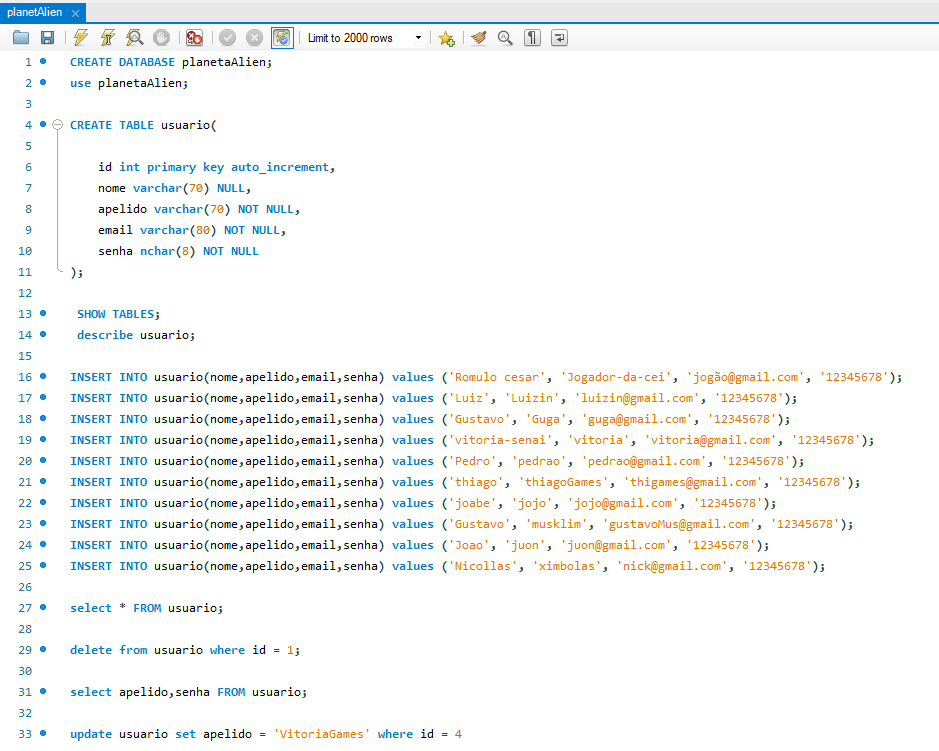 planetAlien
Limit to 2000 rows
1 CREATE DATABASE planetaAlien;
2 use planetaAlien;
3
4 CREATE TABLE usuario(
5
6 id int primary key auto_increment,
7 nome varchar(70) NULL,
8 apelido varchar(70) NOT NULL,
9 email varchar(80) NOT NULL,
10 senha nchar(8) NOT NULL
11 );
12
13 SHOW TABLES;
14 describe usuario;
15
16 INSERT INTO usuario(nome,apelido,email,senha) values ('Romulo cesar', 'Jogador-da-cei', 'jogão@gmail.com', '12345678');
17 INSERT INTO usuario(nome,apelido,email,senha) values ('Luiz', 'Luizin', 'luizin@gmail.com', '12345678');
18 INSERT INTO usuario(nome,apelido,email,senha) values ('Gustavo', 'Guga', 'guga@gmail.com', '12345678');
19 INSERT INTO usuario(nome,apelido,email,senha) values ('vitoria-senai', 'vitoria', 'vitoria@gmail.com', '12345678');
20 INSERT INTO usuario(nome,apelido,email,senha) values ('Pedro', 'pedrao', 'pedrao@gmail.com', '12345678');
21 INSERT INTO usuario(nome,apelido,email,senha) values ('thiago', 'thiagoGames', 'thigames@gmail.com', '12345678');
22 INSERT INTO usuario(nome,apelido,email,senha) values ('joabe', 'jojo', 'jojo@gmail.com', '12345678');
23 INSERT INTO usuario(nome,apelido,email,senha) values ('Gustavo', 'musklim', 'gustavoMus@gmail.com', '12345678');
24 INSERT INTO usuario(nome,apelido,email,senha) values ('Joao', 'juon', 'juon@gmail.com', '12345678');
25 INSERT INTO usuario(nome,apelido,email,senha) values ('Nicollas', 'ximbolas', 'nick@gmail.com', '12345678');
26
27 select * FROM usuario;
28
29 delete from usuario where id = 1;
30
31 select apelido,senha FROM usuario;
32
33 update usuario set apelido = 'VitoriaGames' where id = 4